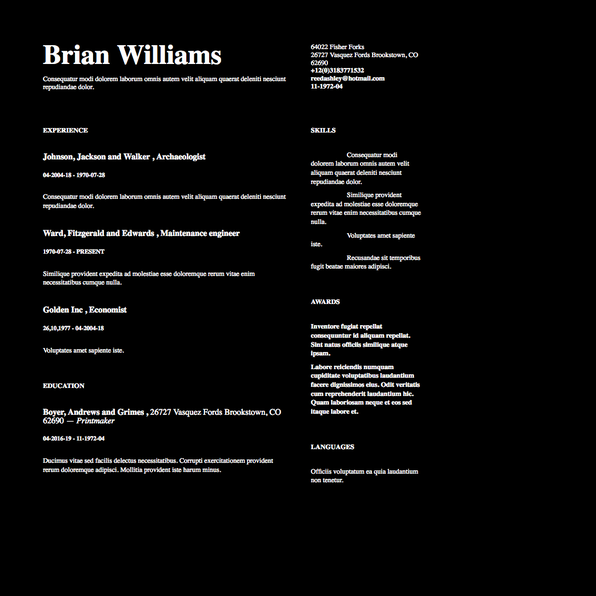 Brian Williams
Consequatur modi dolorem laborum omnis autem velit aliquam quaerat deleniti nesciunt
repudiandae dolor.
64022 Fisher Forks
26727 Vasquez Fords Brookstown, CO
62690
+12(0)3183771532
reedashley@hotmail.com
11-1972-04
EXPERIENCE
Johnson, Jackson and Walker , Archaeologist
04-2004-18 - 1970-07-28
Consequatur modi dolorem laborum omnis autem velit aliquam quaerat deleniti nesciunt
repudiandae dolor.
Ward, Fitzgerald and Edwards , Maintenance engineer
1970-07-28 - PRESENT
Similique provident expedita ad molestiae esse doloremque rerum vitae enim
necessitatibus cumque nulla.
Golden Inc , Economist
26,10,1977 - 04-2004-18
Voluptates amet sapiente iste.
EDUCATION
Boyer, Andrews and Grimes , 26727 Vasquez Fords Brookstown, CO
62690 — Printmaker
04-2016-19 - 11-1972-04
Ducimus vitae sed facilis delectus necessitatibus. Corrupti exercitationem provident
rerum doloremque adipisci. Mollitia provident iste harum minus.
SKILLS
Consequatur modi
dolorem laborum omnis autem velit
aliquam quaerat deleniti nesciunt
repudiandae dolor.
Similique provident
expedita ad molestiae esse doloremque
rerum vitae enim necessitatibus cumque
nulla.
Voluptates amet sapiente
iste.
Recusandae sit temporibus
fugit beatae maiores adipisci.
AWARDS
Inventore fugiat repellat
consequuntur id aliquam repellat.
Sint natus officiis similique atque
ipsam.
Labore reiciendis numquam
cupiditate voluptatibus laudantium
facere dignissimos eius. Odit veritatis
cum reprehenderit laudantium hic.
Quam laboriosam neque et eos sed
itaque labore et.
LANGUAGES
Officiis voluptatum ea quia laudantium
non tenetur.